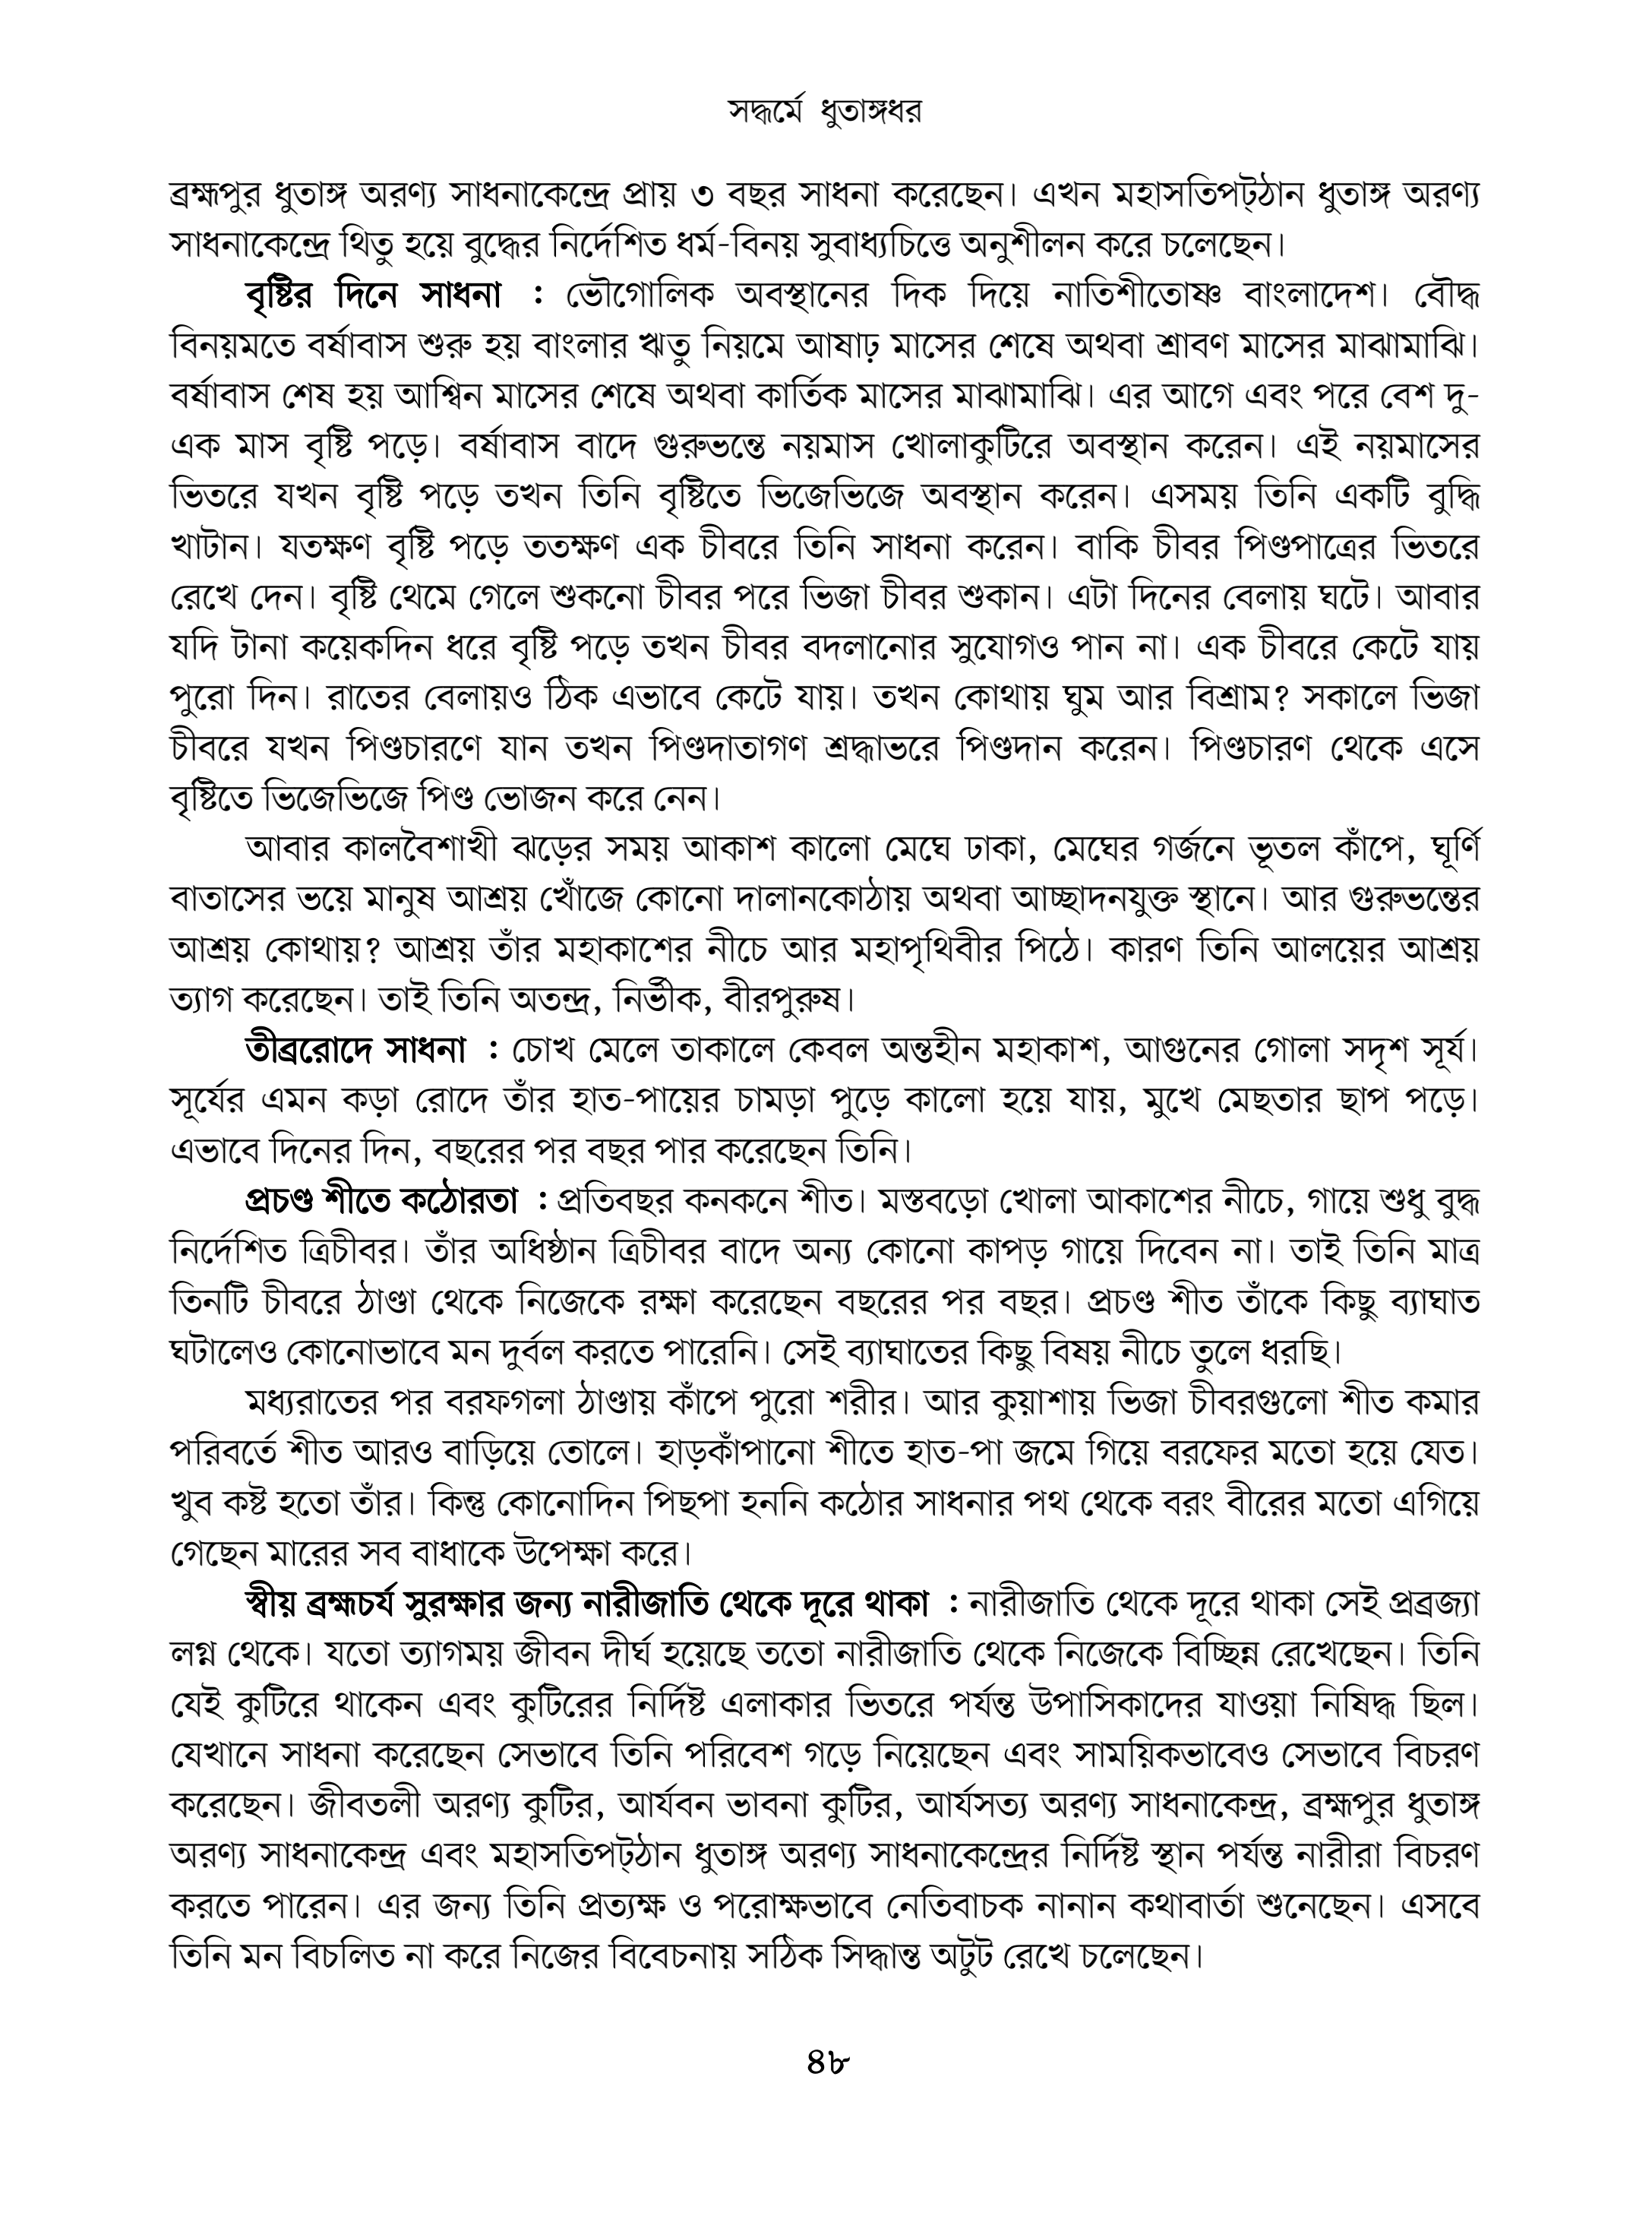 সদ্ধর্মে ধুতাঙ্গধর
ব্রহ্মপুর ধুতাঙ্গ অরণ্য সাধনাকেন্দ্রে প্রায় ৩ বছর সাধনা করেছেন। এখন মহাসতিপট্‌ঠান ধুতাঙ্গ অরণ্য
সাধনাকেন্দ্রে থিতু হয়ে বুদ্ধের নির্দেশিত ধর্ম-বিনয় সুবাধ্যচিত্তে অনুশীলন করে চলেছেন।
বৃষ্টির দিনে সাধনা : ভৌগোলিক অবস্থানের দিক দিয়ে নাতিশীতোষ্ণ বাংলাদেশ। বৌদ্ধ
বিনয়মতে বর্ষাবাস শুরু হয় বাংলার ঋতু নিয়মে আষাঢ় মাসের শেষে অথবা শ্রাবণ মাসের মাঝামাঝি।
বর্ষাবাস শেষ হয় আশ্বিন মাসের শেষে অথবা কার্তিক মাসের মাঝামাঝি। এর আগে এবং পরে বেশ দু-
এক মাস বৃষ্টি পড়ে। বর্ষাবাস বাদে গুরুভন্তে নয়মাস খোলাকুটিরে অবস্থান করেন। এই নয়মাসের
ভিতরে যখন বৃষ্টি পড়ে তখন তিনি বৃষ্টিতে ভিজেভিজে অবস্থান করেন। এসময় তিনি একটি বুদ্ধি
খাটান। যতক্ষণ বৃষ্টি পড়ে ততক্ষণ এক চীবরে তিনি সাধনা করেন। বাকি চীবর পিণ্ডপাত্রের ভিতরে
রেখে দেন। বৃষ্টি থেমে গেলে শুকনো চীবর পরে ভিজা চীবর শুকান। এটা দিনের বেলায় ঘটে। আবার
যদি টানা কয়েকদিন ধরে বৃষ্টি পড়ে তখন চীবর বদলানোর সুযোগও পান না। এক চীবরে কেটে যায়
পুরো দিন। রাতের বেলায়ও ঠিক এভাবে কেটে যায়। তখন কোথায় ঘুম আর বিশ্রাম? সকালে ভিজা
চীবরে যখন পিণ্ডচারণে যান তখন পিণ্ডদাতাগণ শ্রদ্ধাভরে পিণ্ডদান করেন। পিণ্ডচারণ থেকে এসে
বৃষ্টিতে ভিজেভিজে পিণ্ড ভোজন করে নেন।
আবার কালবৈশাখী ঝড়ের সময় আকাশ কালো মেঘে ঢাকা, মেঘের গর্জনে ভূতল কাঁপে, ঘূর্ণি
বাতাসের ভয়ে মানুষ আশ্রয় খোঁজে কোনো দালানকোঠায় অথবা আচ্ছাদনযুক্ত স্থানে। আর গুরুভন্তের
আশ্রয় কোথায়? আশ্রয় তাঁর মহাকাশের নীচে আর মহাপৃথিবীর পিঠে। কারণ তিনি আলয়ের আশ্রয়
ত্যাগ করেছেন। তাই তিনি অতন্দ্র, নির্ভীক, বীরপুরুষ।
তীব্ররোদে সাধনা : চোখ মেলে তাকালে কেবল অন্তহীন মহাকাশ, আগুনের গোলা সদৃশ সূর্য।
সূর্যের এমন কড়া রোদে তাঁর হাত-পায়ের চামড়া পুড়ে কালো হয়ে যায়, মুখে মেছতার ছাপ পড়ে।
এভাবে দিনের দিন, বছরের পর বছর পার করেছেন তিনি।
প্রচণ্ড শীতে কঠোরতা : প্রতিবছর কনকনে শীত। মস্তবড়ো খোলা আকাশের নীচে, গায়ে শুধু বুদ্ধ
নির্দেশিত ত্রিচীবর। তাঁর অধিষ্ঠান ত্রিচীবর বাদে অন্য কোনো কাপড় গায়ে দিবেন না। তাই তিনি মাত্র
তিনটি চীবরে ঠাণ্ডা থেকে নিজেকে রক্ষা করেছেন বছরের পর বছর। প্রচণ্ড শীত তাঁকে কিছু ব্যাঘাত
ঘটালেও কোনোভাবে মন দুর্বল করতে পারেনি। সেই ব্যাঘাতের কিছু বিষয় নীচে তুলে ধরছি।
মধ্যরাতের পর বরফগলা ঠাণ্ডায় কাঁপে পুরো শরীর। আর কুয়াশায় ভিজা চীবরগুলো শীত কমার
পরিবর্তে শীত আরও বাড়িয়ে তোলে। হাড়কাঁপানো শীতে হাত-পা জমে গিয়ে বরফের মতো হয়ে যেত।
খুব কষ্ট হতো তাঁর। কিন্তু কোনোদিন পিছপা হননি কঠোর সাধনার পথ থেকে বরং বীরের মতো এগিয়ে
গেছেন মারের সব বাধাকে উপেক্ষা করে।
স্বীয় ব্রহ্মচর্য সুরক্ষার জন্য নারীজাতি থেকে দূরে থাকা : নারীজাতি থেকে দূরে থাকা সেই প্রব্রজ্যা
লগ্ন থেকে। যতো ত্যাগময় জীবন দীর্ঘ হয়েছে ততো নারীজাতি থেকে নিজেকে বিচ্ছিন্ন রেখেছেন। তিনি
যেই কুটিরে থাকেন এবং কুটিরের নির্দিষ্ট এলাকার ভিতরে পর্যন্ত উপাসিকাদের যাওয়া নিষিদ্ধ ছিল।
যেখানে সাধনা করেছেন সেভাবে তিনি পরিবেশ গড়ে নিয়েছেন এবং সাময়িকভাবেও সেভাবে বিচরণ
করেছেন। জীবতলী অরণ্য কুটির, আর্যবন ভাবনা কুটির, আর্যসত্য অরণ্য সাধনাকেন্দ্র, ব্রহ্মপুর ধুতাঙ্গ
অরণ্য সাধনাকেন্দ্র এবং মহাসতিপট্‌ঠান ধুতাঙ্গ অরণ্য সাধনাকেন্দ্রের নির্দিষ্ট স্থান পর্যন্ত নারীরা বিচরণ
করতে পারেন। এর জন্য তিনি প্রত্যক্ষ ও পরোক্ষভাবে নেতিবাচক নানান কথাবার্তা শুনেছেন। এসবে
তিনি মন বিচলিত না করে নিজের বিবেচনায় সঠিক সিদ্ধান্ত অটুট রেখে চলেছেন।
৪৮